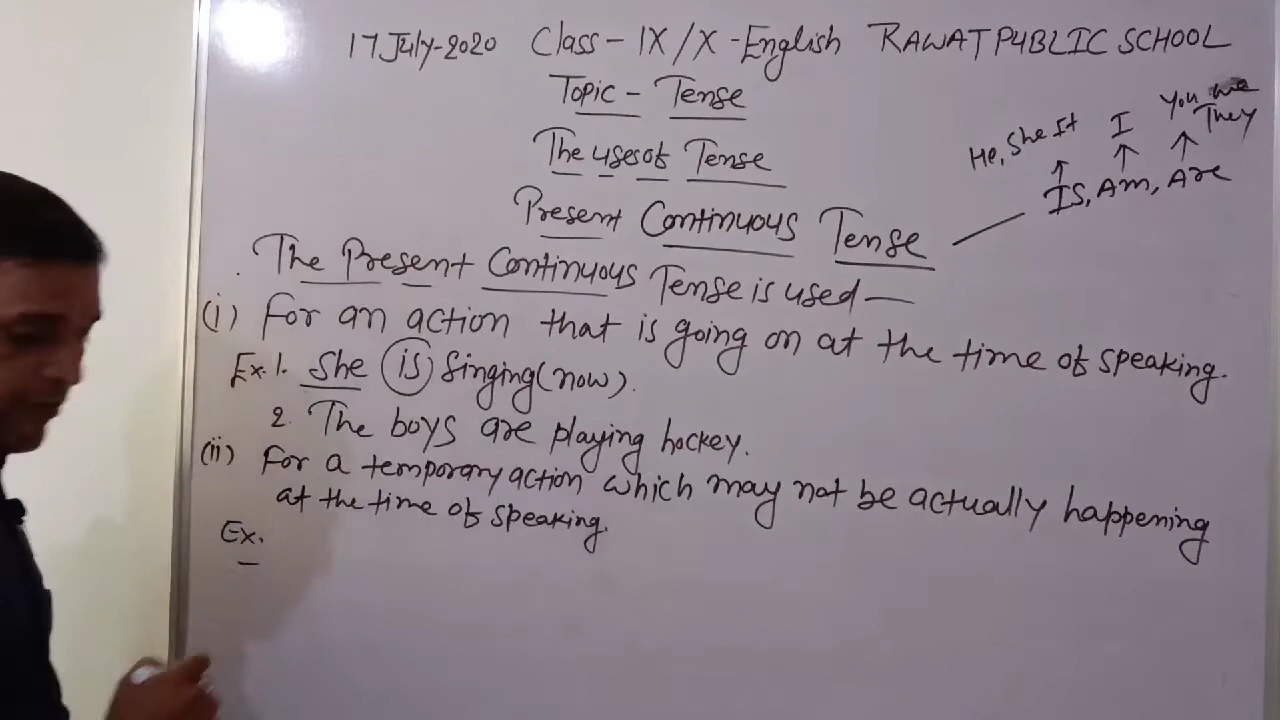 17 July-2020 Class - IX/X - English RAWAT PUBLIC SCHOOL
Topic - Tense
The uses of Tense
He, She It I You We
They
Is, Am, Are
Present Continuous Tense
The Present Continuous Tense is used —
(i) For an action that is going on at the time of speaking.
Ex. 1. She is singing (now).
2. The boys are playing hockey.
(ii) For a temporary action which may not be actually happening
at the time of speaking.
Ex.